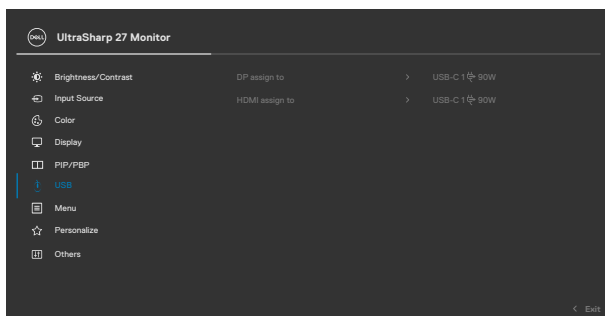 DELL UltraSharp 27 Monitor
Brightness/Contrast DP assign to > USB-C 1 90W
Input Source HDMI assign to > USB-C 1 90W
Color
Display
PIP/PBP
USB
Menu
Personalize
Others
< Exit